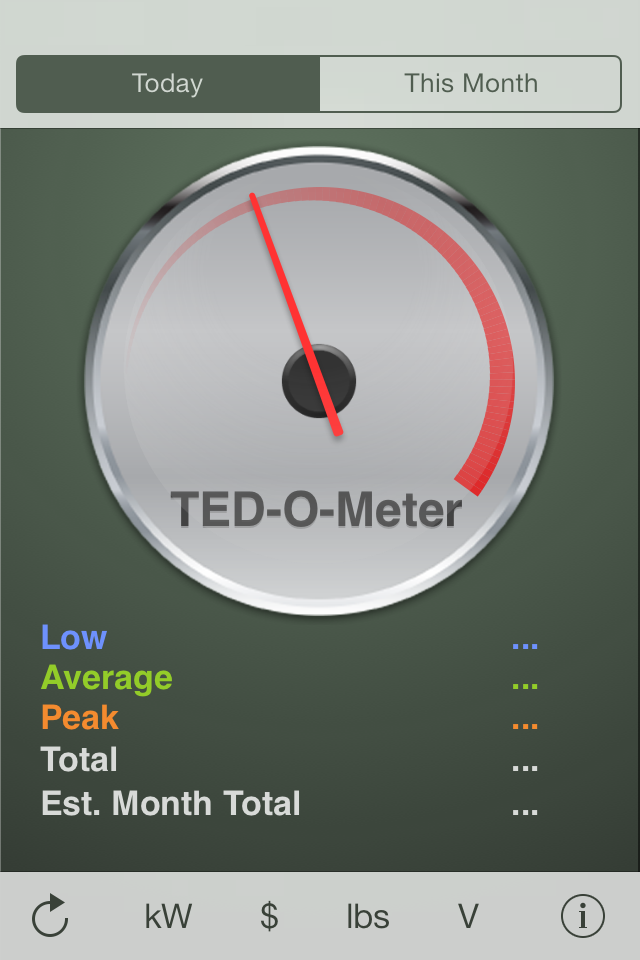 Today This Month
TED-O-Meter
Low ...
Average ...
Peak ...
Total ...
Est. Month Total ...
kW $ lbs V i